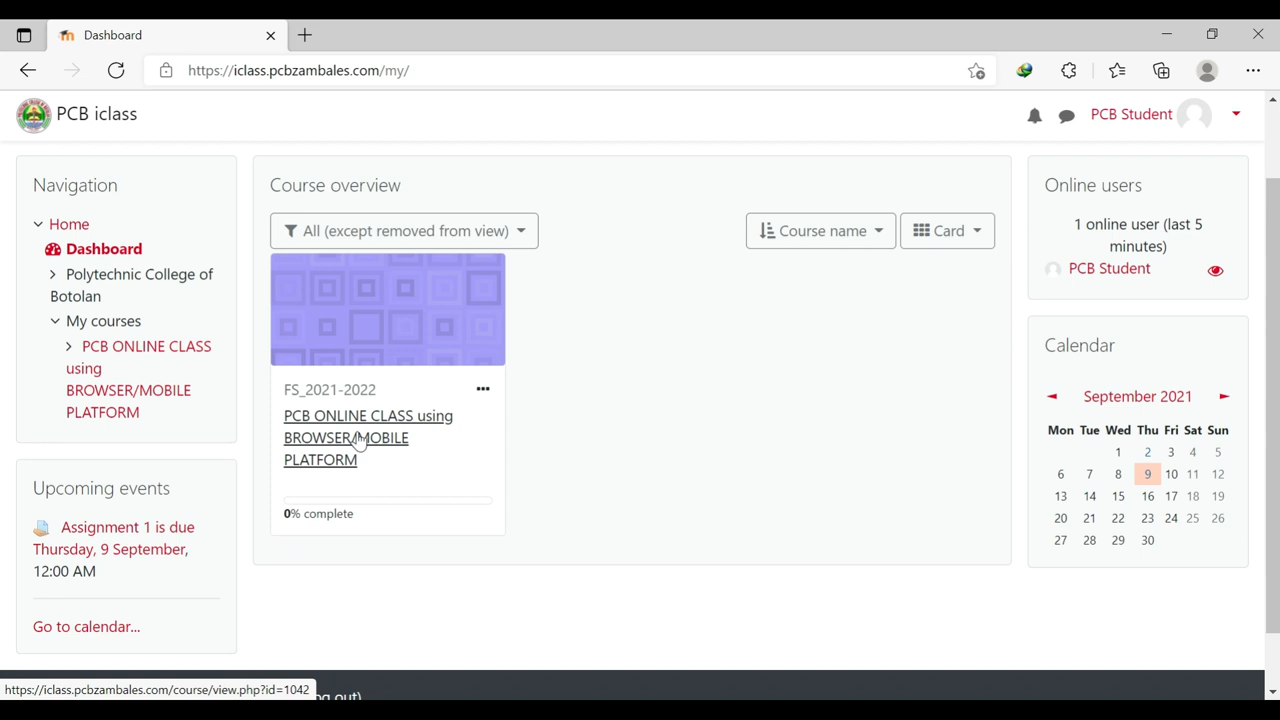 Dashboard
https://iclass.pcbzambales.com/my/
PCB iclass
PCB Student
Navigation
Home
Dashboard
Polytechnic College of
Botolan
My courses
PCB ONLINE CLASS
using
BROWSER/MOBILE
PLATFORM
Upcoming events
Assignment 1 is due
Thursday, 9 September,
12:00 AM
Go to calendar...
Course overview
All (except removed from view)
Course name
Card
FS_2021-2022
PCB ONLINE CLASS using
BROWSER/MOBILE
PLATFORM
0% complete
Online users
1 online user (last 5
minutes)
PCB Student
Calendar
◄ September 2021 ►
Mon Tue Wed Thu Fri Sat Sun
1 2 3 4 5
6 7 8 9 10 11 12
13 14 15 16 17 18 19
20 21 22 23 24 25 26
27 28 29 30
https://iclass.pcbzambales.com/course/view.php?id=1042
out)